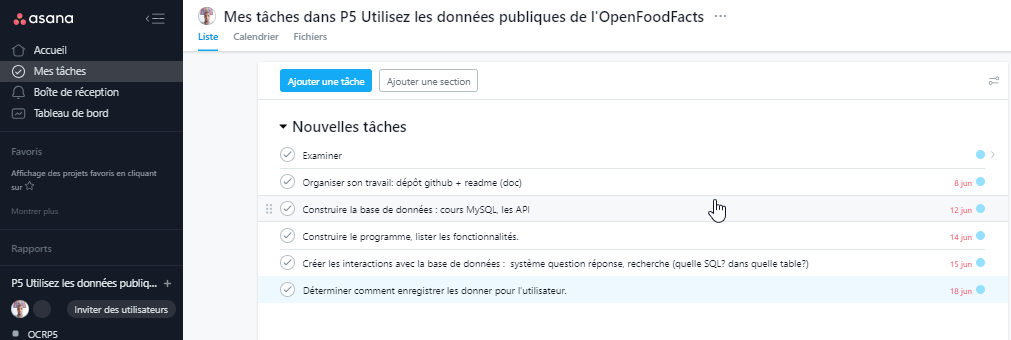 asana
Accueil
Mes tâches
Boîte de réception
Tableau de bord
Favoris
Affichage des projets favoris en cliquant
sur
Montrer plus
Rapports
P5 Utilisez les données publiq... +
Inviter des utilisateurs
OCRP5
Mes tâches dans P5 Utilisez les données publiques de l'OpenFoodFacts ...
Liste Calendrier Fichiers
Ajouter une tâche Ajouter une section
Nouvelles tâches
Examiner
Organiser son travail: dépôt github + readme (doc) 8 jun
Construire la base de données : cours MySQL, les API 12 jun
Construire le programme, lister les fonctionnalités. 14 jun
Créer les interactions avec la base de données : système question réponse, recherche (quelle SQL? dans quelle table?) 15 jun
Déterminer comment enregistrer les donner pour l'utilisateur. 18 jun